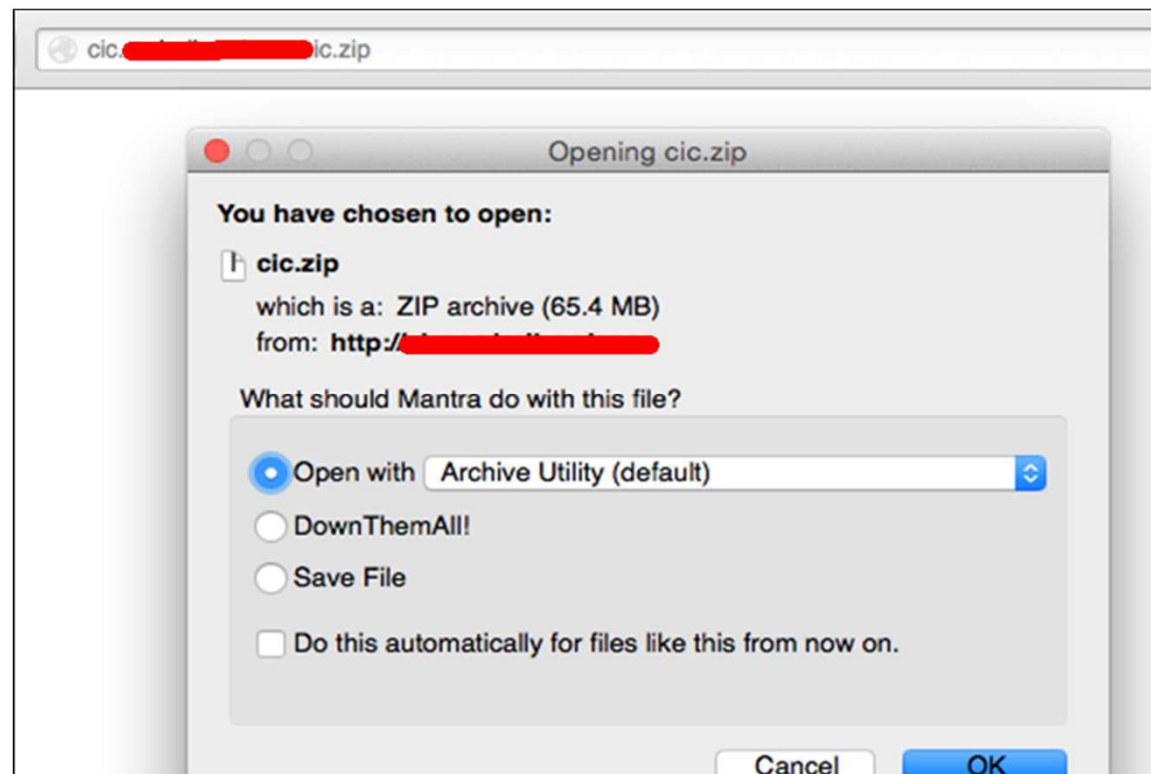 cic. ic.zip
Opening cic.zip
You have chosen to open:
cic.zip
which is a: ZIP archive (65.4 MB)
from: http://
What should Mantra do with this file?
Open with Archive Utility (default)
DownThemAll!
Save File
Do this automatically for files like this from now on.
Cancel OK